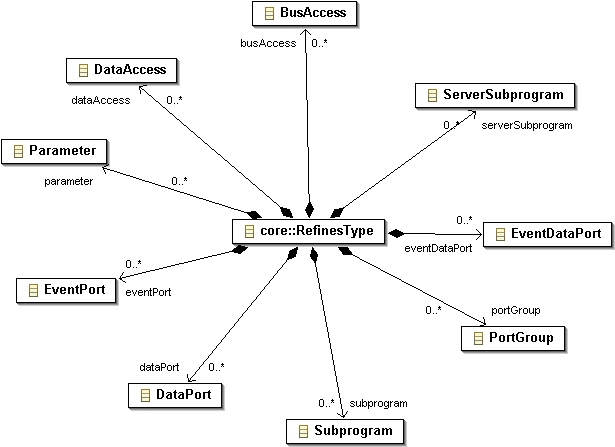 BusAccess
busAccess
0..*
DataAccess
dataAccess
0..*
ServerSubprogram
0..*
serverSubprogram
Parameter
parameter
0..*
core::RefinesType
0..*
eventDataPort
EventDataPort
0..*
EventPort
eventPort
portGroup
0..*
PortGroup
dataPort
0..*
DataPort
0..*
subprogram
Subprogram